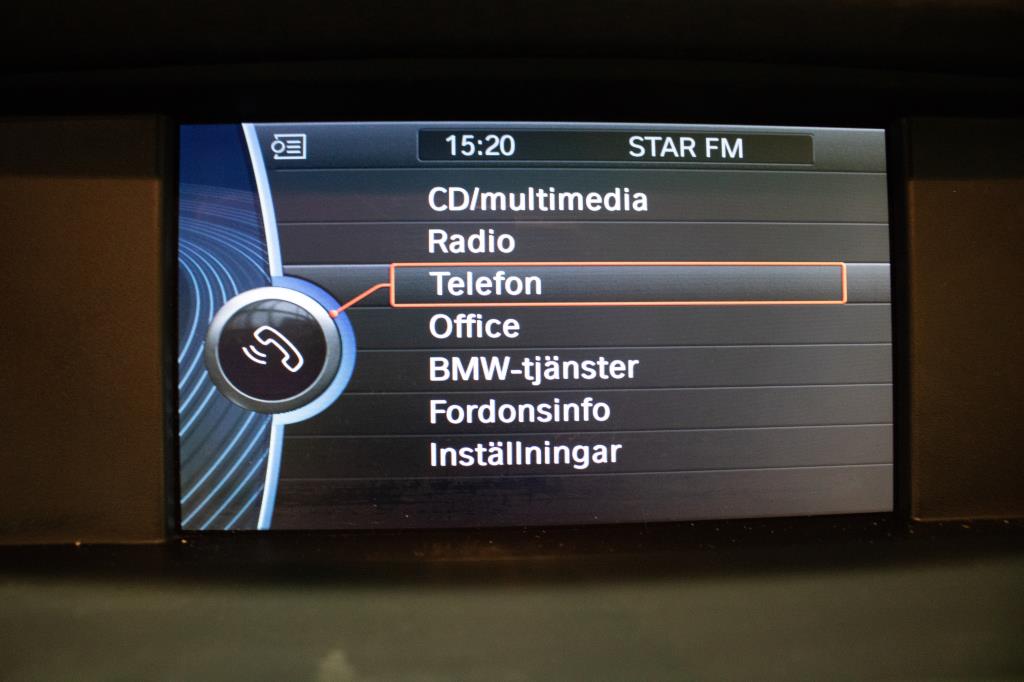 15:20 STAR FM
CD/multimedia
Radio
Telefon
Office
BMW-tjänster
Fordonsinfo
Inställningar